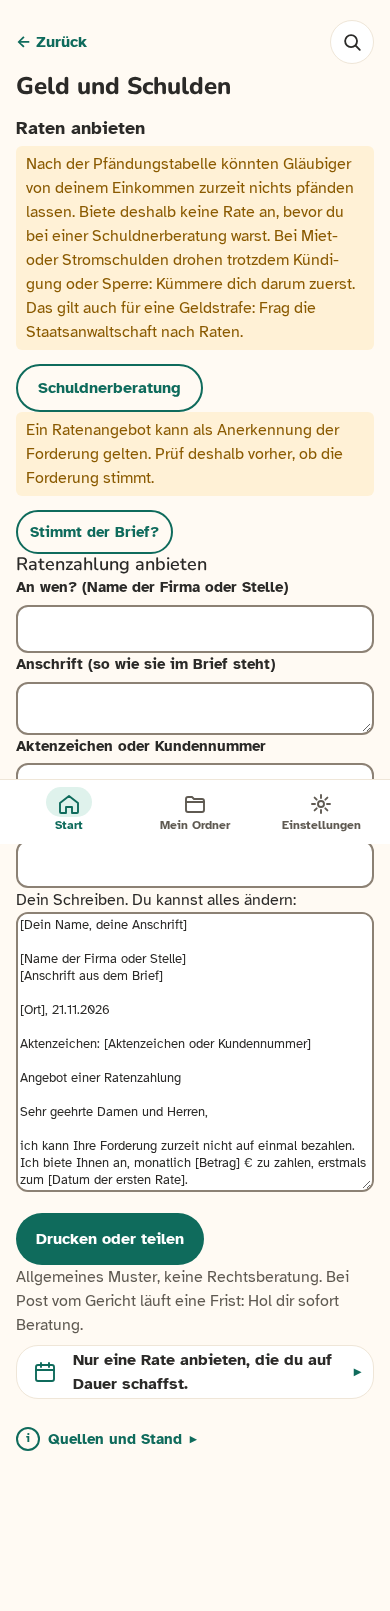 ← Zurück
Geld und Schulden
Raten anbieten
Nach der Pfändungstabelle könnten Gläubiger
von deinem Einkommen zurzeit nichts pfänden
lassen. Biete deshalb keine Rate an, bevor du
bei einer Schuldnerberatung warst. Bei Miet-
oder Stromschulden drohen trotzdem Kündi-
gung oder Sperre: Kümmere dich darum zuerst.
Das gilt auch für eine Geldstrafe: Frag die
Staatsanwaltschaft nach Raten.
Schuldnerberatung
Ein Ratenangebot kann als Anerkennung der
Forderung gelten. Prüf deshalb vorher, ob die
Forderung stimmt.
Stimmt der Brief?
Ratenzahlung anbieten
An wen? (Name der Firma oder Stelle)
Anschrift (so wie sie im Brief steht)
Aktenzeichen oder Kundennummer
Start
Mein Ordner
Einstellungen
Dein Schreiben. Du kannst alles ändern:
[Dein Name, deine Anschrift]
[Name der Firma oder Stelle]
[Anschrift aus dem Brief]
[Ort], 21.11.2026
Aktenzeichen: [Aktenzeichen oder Kundennummer]
Angebot einer Ratenzahlung
Sehr geehrte Damen und Herren,
ich kann Ihre Forderung zurzeit nicht auf einmal bezahlen.
Ich biete Ihnen an, monatlich [Betrag] € zu zahlen, erstmals
zum [Datum der ersten Rate].
Drucken oder teilen
Allgemeines Muster, keine Rechtsberatung. Bei
Post vom Gericht läuft eine Frist: Hol dir sofort
Beratung.
Nur eine Rate anbieten, die du auf
Dauer schaffst. ▸
i Quellen und Stand ▸